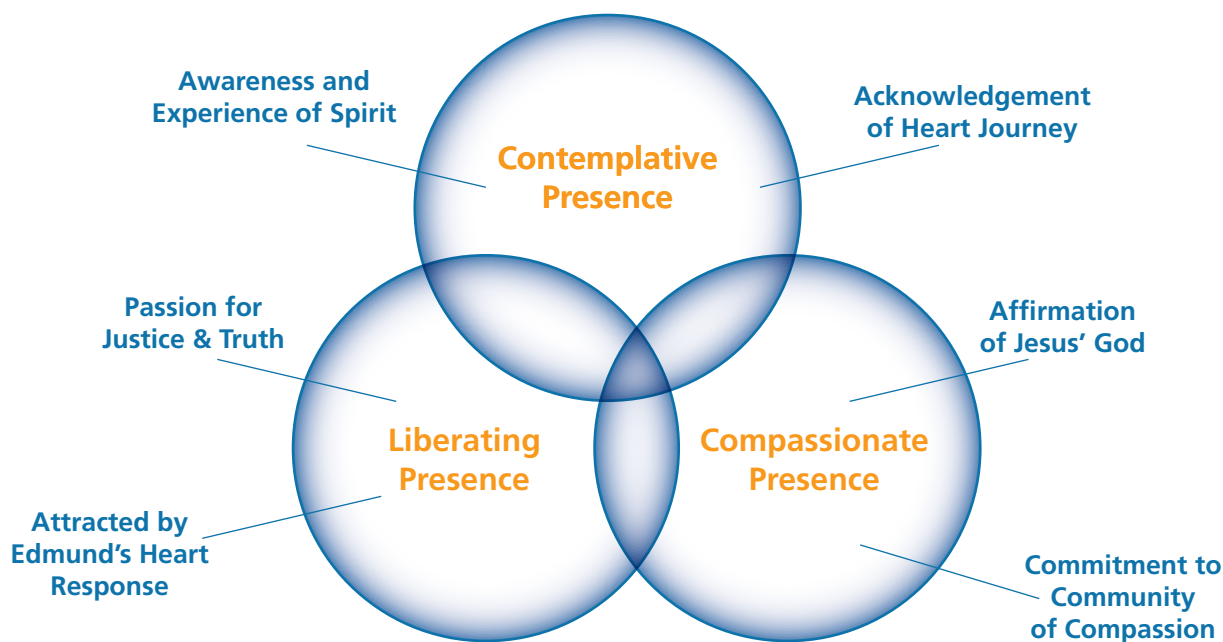 Awareness and
Experience of Spirit
Acknowledgement
of Heart Journey
Contemplative
Presence
Passion for
Justice & Truth
Affirmation
of Jesus’ God
Liberating
Presence
Compassionate
Presence
Attracted by
Edmund’s Heart
Response
Commitment to
Community
of Compassion